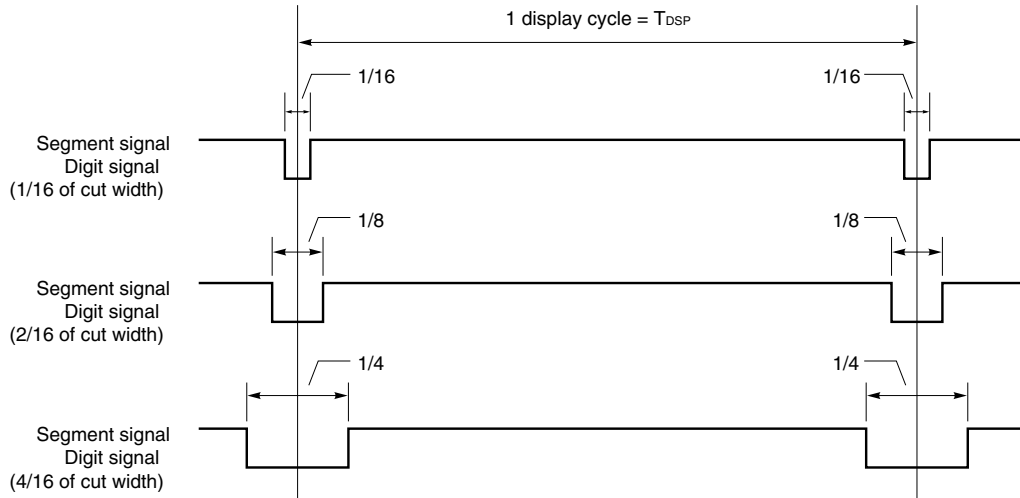 1 display cycle = TDSP
1/16
1/16
Segment signal
Digit signal
(1/16 of cut width)
1/8
1/8
Segment signal
Digit signal
(2/16 of cut width)
1/4
1/4
Segment signal
Digit signal
(4/16 of cut width)